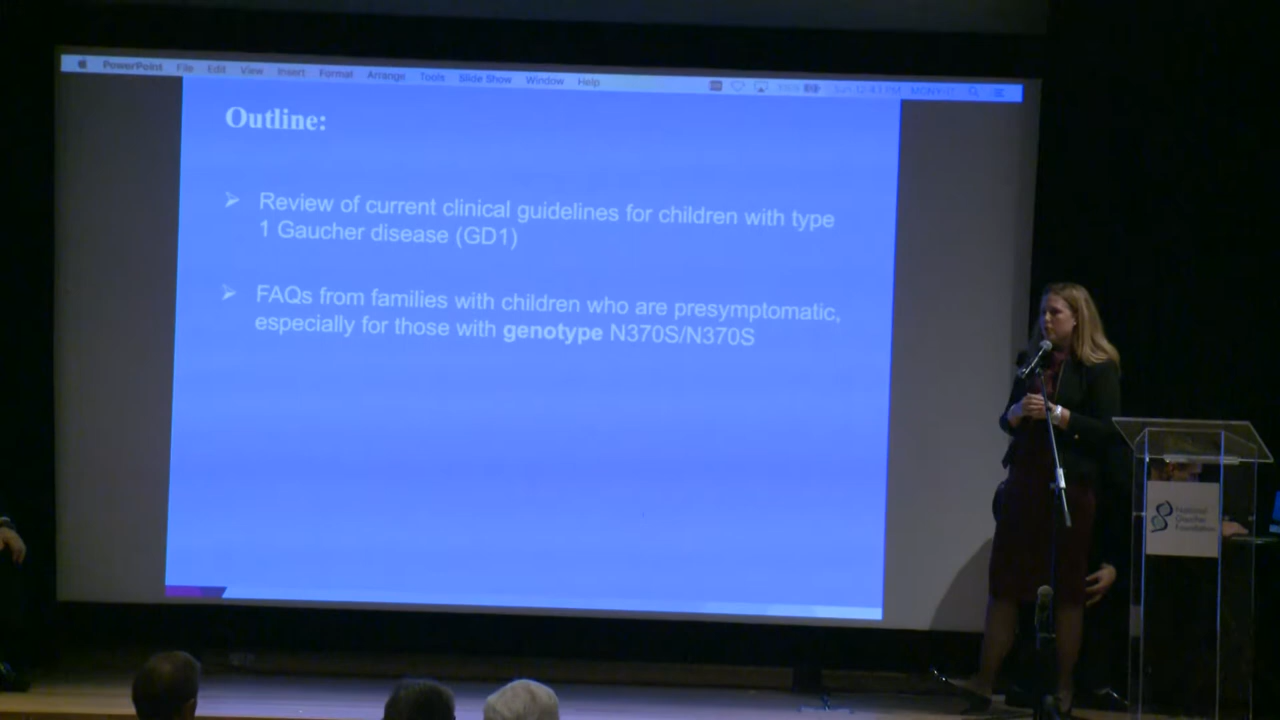 PowerPoint File Edit View Insert Format Arrange Tools Slide Show Window Help
Outline:
Review of current clinical guidelines for children with type
1 Gaucher disease (GD1)
FAQs from families with children who are presymptomatic,
especially for those with genotype N370S/N370S
National
Gaucher
Foundation